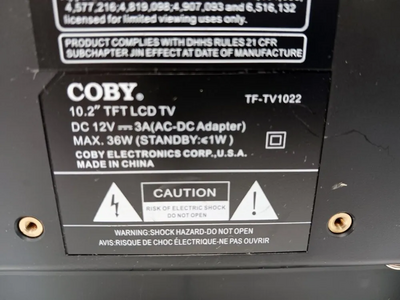 4,577,216; 4,819,098; 4,907,093 and 6,516,132
licensed for limited viewing uses only.
PRODUCT COMPLIES WITH DHHS RULES 21 CFR
SUBCHAPTER JIN EFFECT AT DATE OF MANUFACTURE
COBY®
TF-TV1022
10.2" TFT LCD TV
DC 12V ⎓ 3A(AC-DC Adapter)
MAX. 36W (STANDBY:≤1W)
COBY ELECTRONICS CORP.,U.S.A.
MADE IN CHINA
CAUTION
RISK OF ELECTRIC SHOCK
DO NOT OPEN
WARNING:SHOCK HAZARD-DO NOT OPEN
AVIS:RISQUE DE CHOC ÉLECTRIQUE-NE PAS OUVRIR